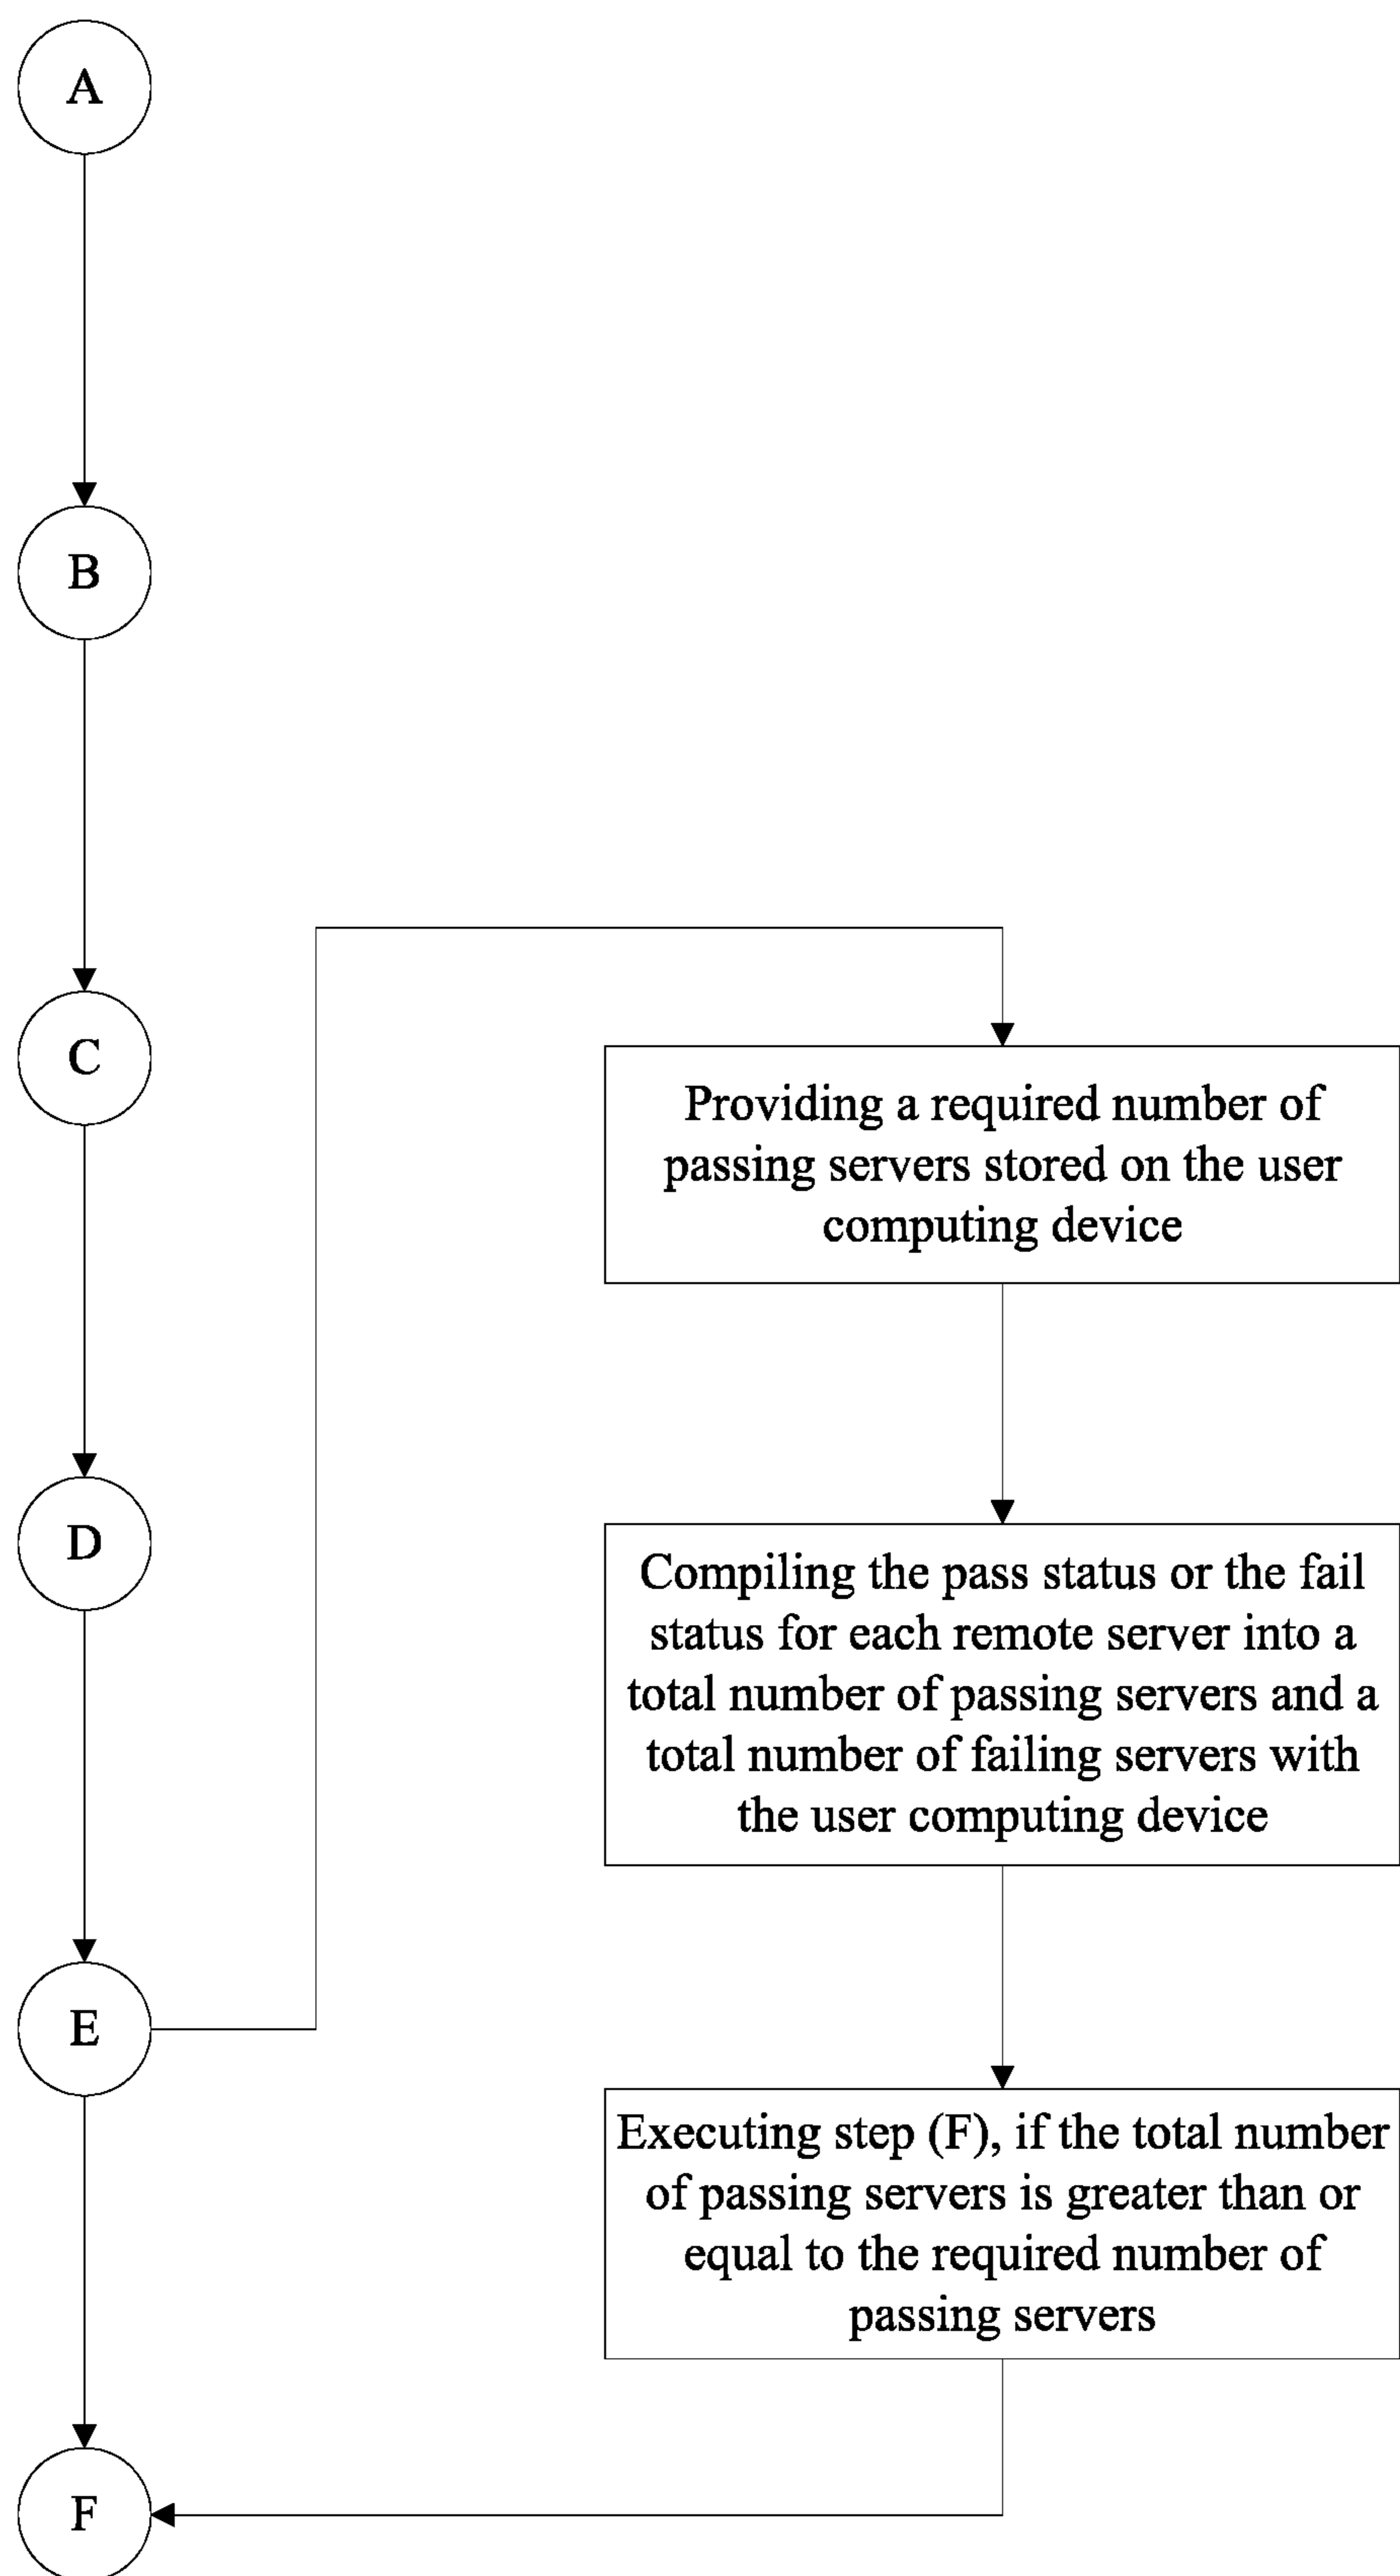 A
B
C
Providing a required number of
passing servers stored on the user
computing device
D
Compiling the pass status or the fail
status for each remote server into a
total number of passing servers and a
total number of failing servers with
the user computing device
E
Executing step (F), if the total number
of passing servers is greater than or
equal to the required number of
passing servers
F